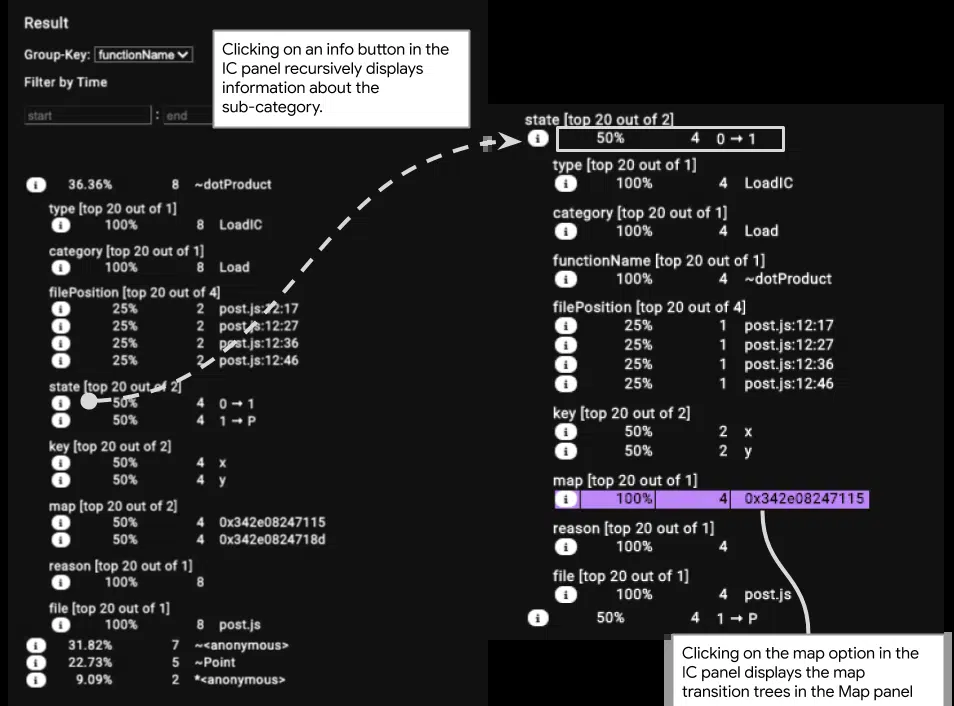 Result
Group-Key: functionName
Filter by Time
start : end
Clicking on an info button in the
IC panel recursively displays
information about the
sub-category.
i 36.36% 8 ~dotProduct
type [top 20 out of 1]
i 100% 8 LoadIC
category [top 20 out of 1]
i 100% 8 Load
filePosition [top 20 out of 4]
i 25% 2 post.js:12:17
i 25% 2 post.js:12:27
i 25% 2 post.js:12:36
i 25% 2 post.js:12:46
state [top 20 out of 2]
i 50% 4 0 → 1
i 50% 4 1 → P
key [top 20 out of 2]
i 50% 4 x
i 50% 4 y
map [top 20 out of 2]
i 50% 4 0x342e08247115
i 50% 4 0x342e0824718d
reason [top 20 out of 1]
i 100% 8
file [top 20 out of 1]
i 100% 8 post.js
i 31.82% 7 ~<anonymous>
i 22.73% 5 ~Point
i 9.09% 2 *<anonymous>
state [top 20 out of 2]
i 50% 4 0 → 1
type [top 20 out of 1]
i 100% 4 LoadIC
category [top 20 out of 1]
i 100% 4 Load
functionName [top 20 out of 1]
i 100% 4 ~dotProduct
filePosition [top 20 out of 4]
i 25% 1 post.js:12:17
i 25% 1 post.js:12:27
i 25% 1 post.js:12:36
i 25% 1 post.js:12:46
key [top 20 out of 2]
i 50% 2 x
i 50% 2 y
map [top 20 out of 1]
i 100% 4 0x342e08247115
reason [top 20 out of 1]
i 100% 4
file [top 20 out of 1]
i 100% 4 post.js
i 50% 4 1 → P
Clicking on the map option in the
IC panel displays the map
transition trees in the Map panel